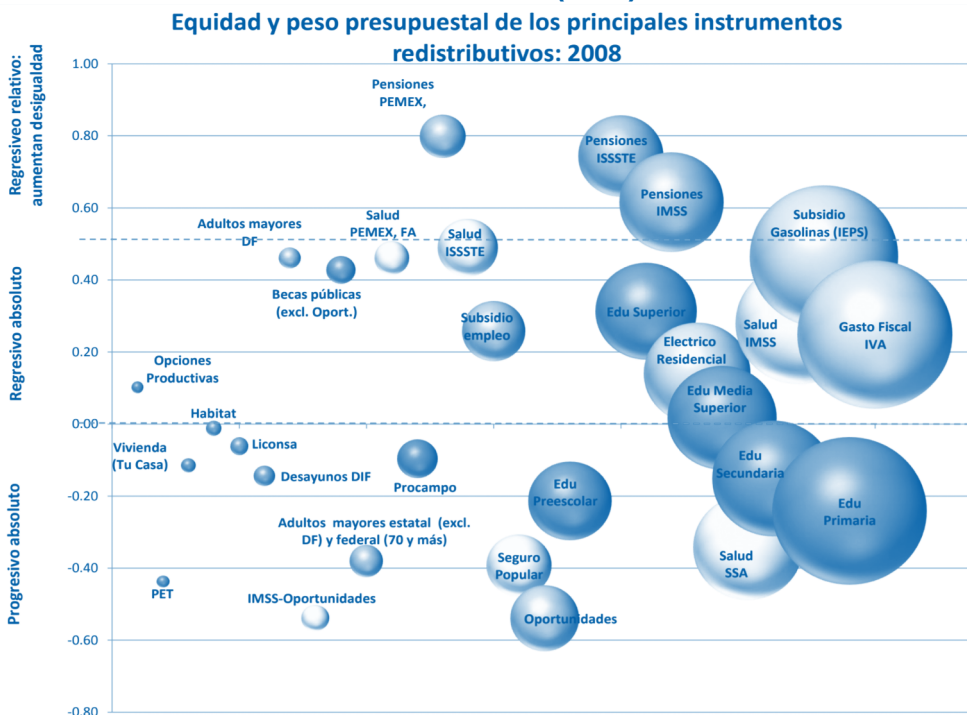 Equidad y peso presupuestal de los principales instrumentos
redistributivos: 2008
Regresiveo relativo:
aumentan desigualdad
Regresivo absoluto
Progresivo absoluto
1.00
0.80
0.60
0.40
0.20
0.00
-0.20
-0.40
-0.60
-0.80
Pensiones
PEMEX,
Pensiones
ISSSTE
Pensiones
IMSS
Adultos mayores
DF
Salud
PEMEX, FA
Salud
ISSSTE
Subsidio
Gasolinas (IEPS)
Becas públicas
(excl. Oport.)
Subsidio
empleo
Edu Superior
Salud
IMSS
Gasto Fiscal
IVA
Electrico
Residencial
Opciones
Productivas
Edu Media
Superior
Habitat
Liconsa
Vivienda
(Tu Casa)
Desayunos DIF
Procampo
Edu
Secundaria
Edu
Preescolar
Edu
Primaria
Adultos mayores estatal (excl.
DF) y federal (70 y más)
Seguro
Popular
Salud
SSA
PET
IMSS-Oportunidades
Oportunidades